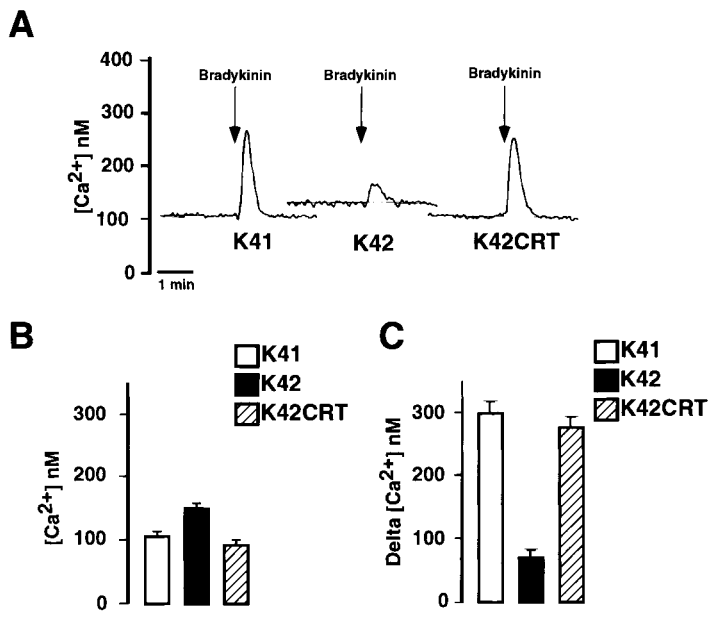 A
400
300
200
100
0
[Ca2+] nM
Bradykinin
Bradykinin
Bradykinin
K41
K42
K42CRT
1 min
B
K41
K42
K42CRT
300
200
100
0
[Ca2+] nM
C
K41
K42
K42CRT
300
200
100
0
Delta [Ca2+] nM